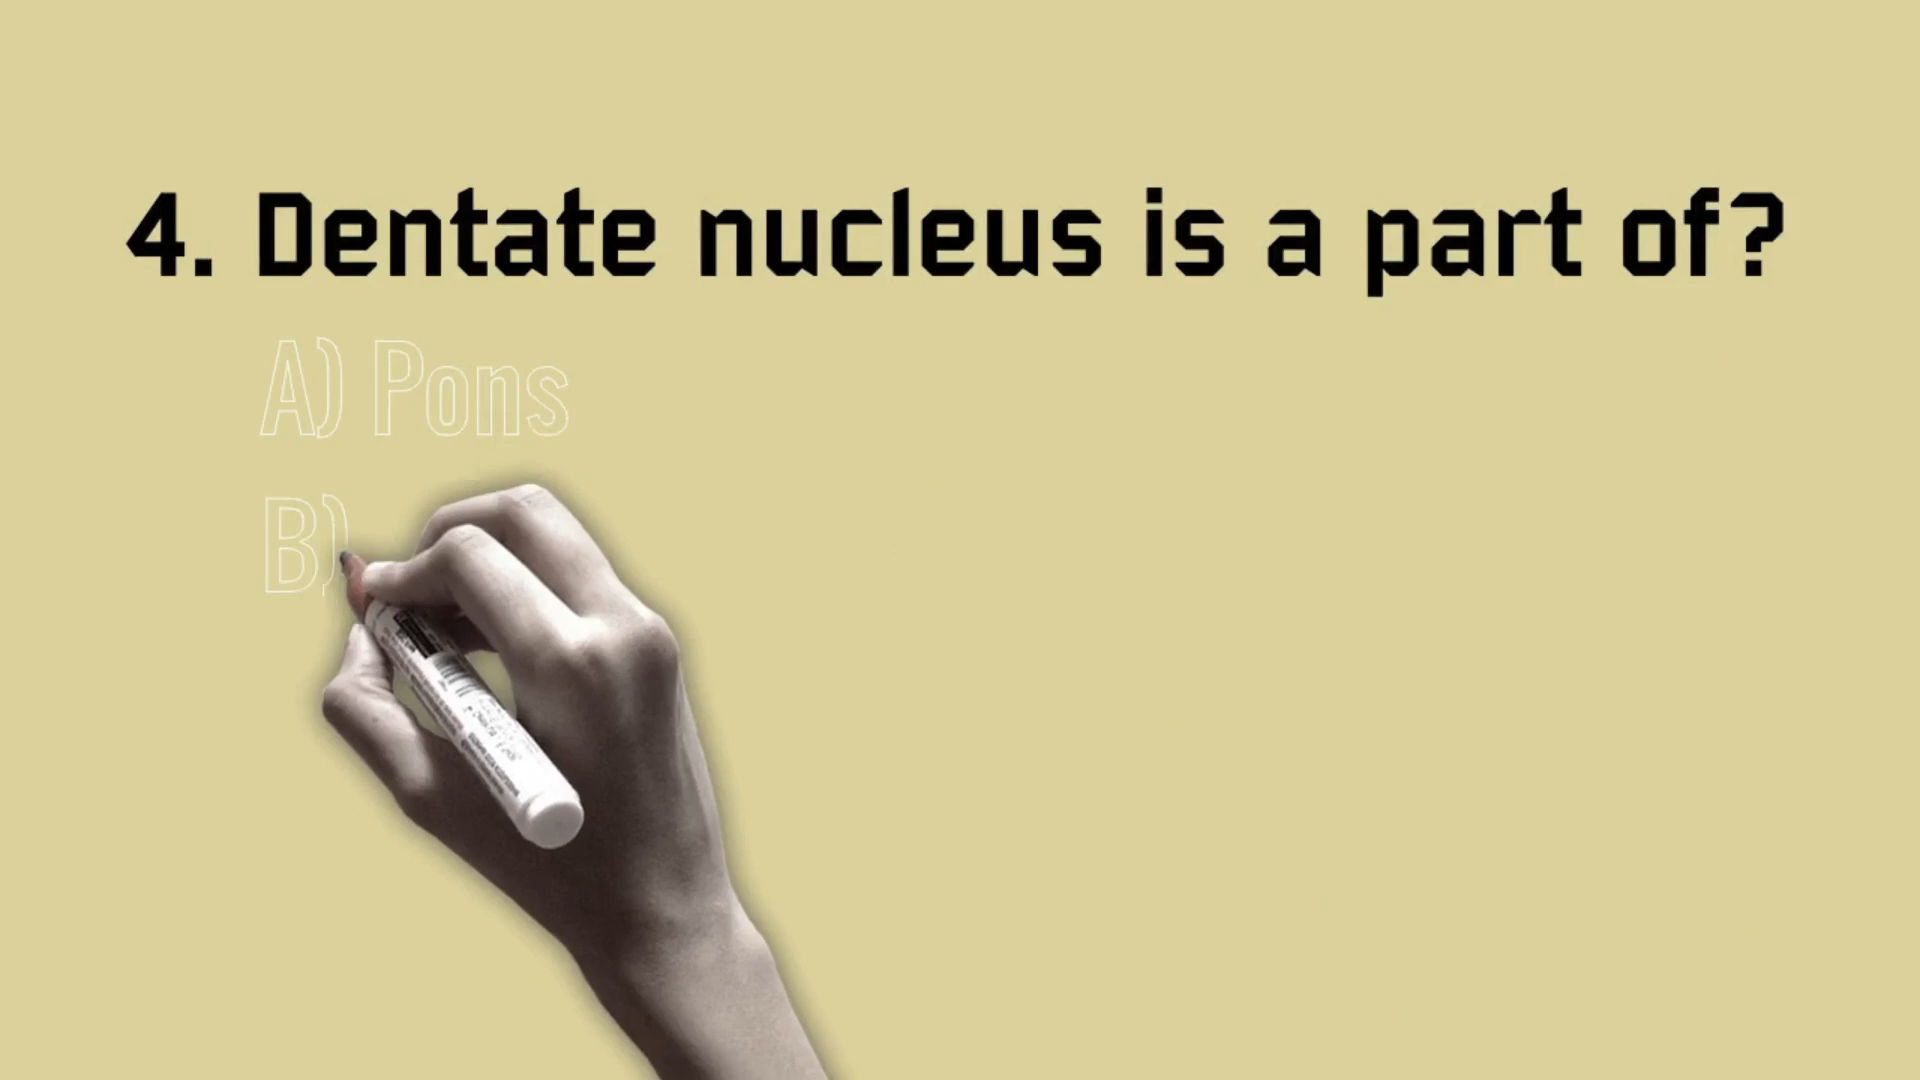 4. Dentate nucleus is a part of?
A) Pons
B)